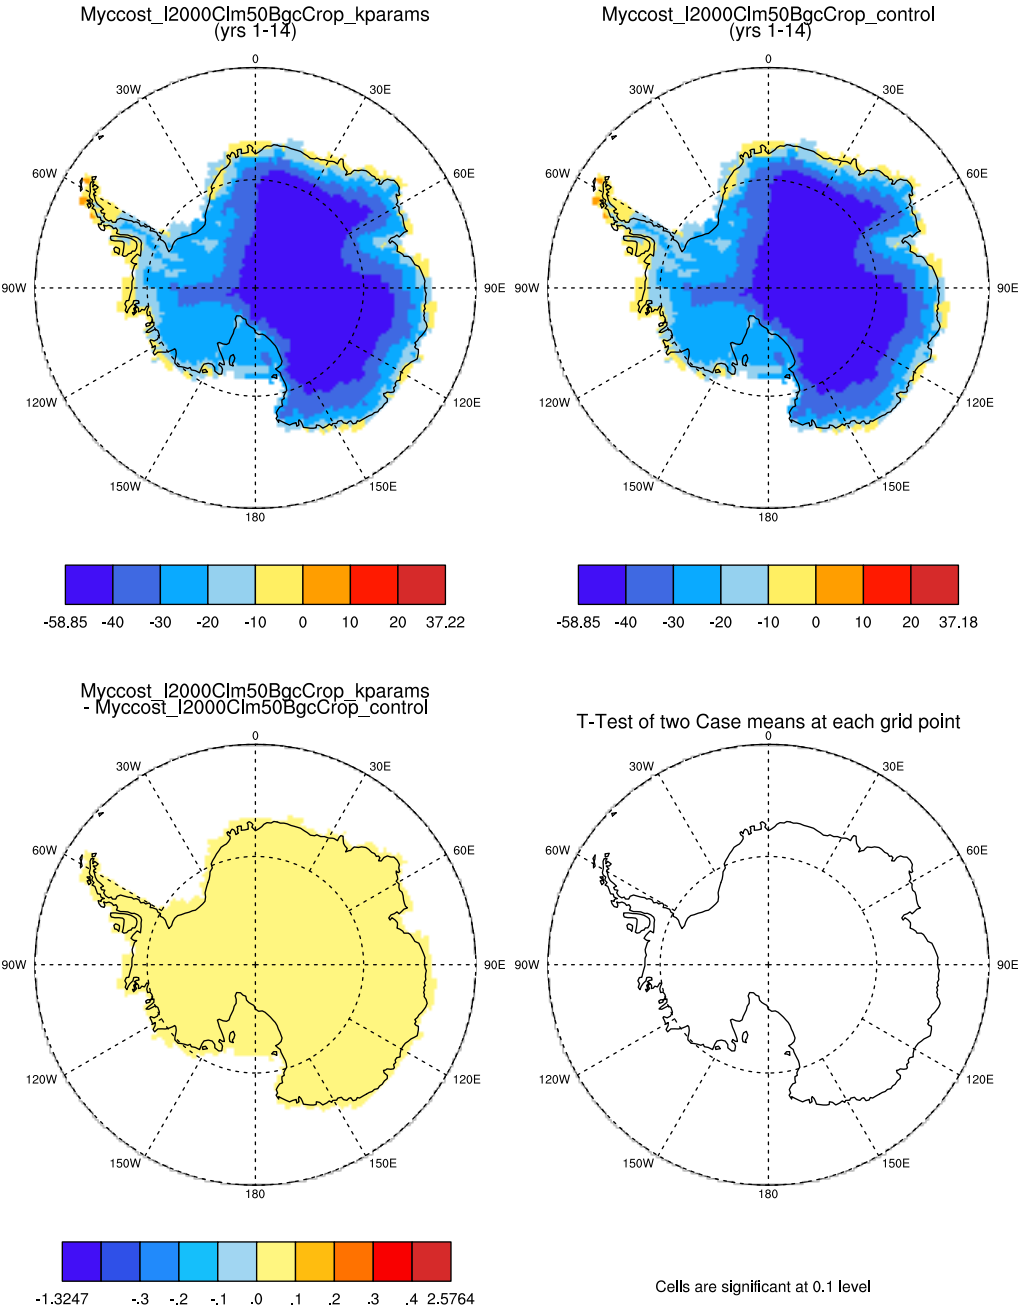 Myccost_I2000Clm50BgcCrop_kparams
(yrs 1-14)
Myccost_I2000Clm50BgcCrop_control
(yrs 1-14)
0
30W
30E
60W
60E
90W
90E
120W
120E
150W
150E
180
0
30W
30E
60W
60E
90W
90E
120W
120E
150W
150E
180
-58.85 -40 -30 -20 -10 0 10 20 37.22
-58.85 -40 -30 -20 -10 0 10 20 37.18
Myccost_I2000Clm50BgcCrop_kparams
- Myccost_I2000Clm50BgcCrop_control
T-Test of two Case means at each grid point
0
30W
30E
60W
60E
90W
90E
120W
120E
150W
150E
180
0
30W
30E
60W
60E
90W
90E
120W
120E
150W
150E
180
-1.3247 -.3 -.2 -.1 .0 .1 .2 .3 .4 2.5764
Cells are significant at 0.1 level